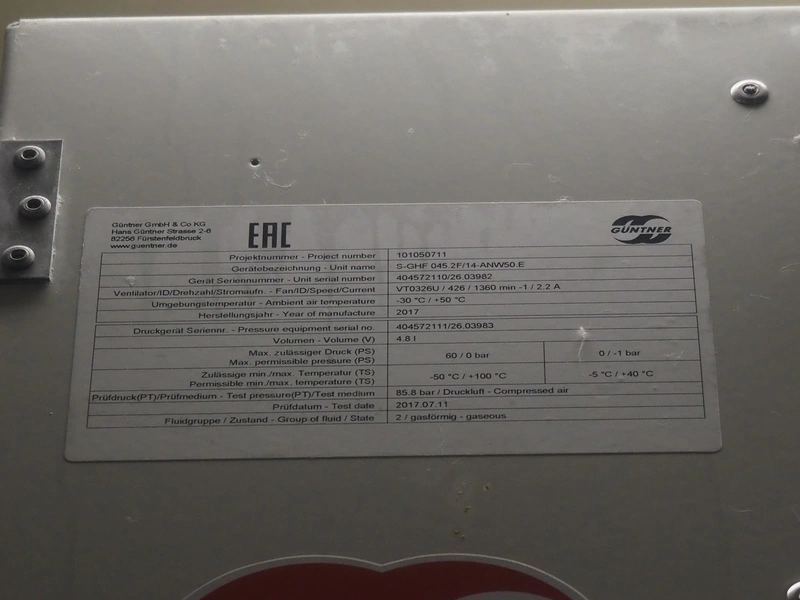 Güntner GmbH & Co KG
Hans Güntner Strasse 2-6
82256 Fürstenfeldbruck
www.guentner.de
EAC
GÜNTNER
Projektnummer - Project number 101050711
Gerätebezeichnung - Unit name S-GHF 045.2F/14-ANW50.E
Gerät Seriennummer - Unit serial number 404572110/26.03982
Ventilator/ID/Drehzahl/Stromaufn. - Fan/ID/Speed/Current VT0326U / 426 / 1360 min -1 / 2.2 A
Umgebungstemperatur - Ambient air temperature -30 °C / +50 °C
Herstellungsjahr - Year of manufacture 2017
Druckgerät Seriennr. - Pressure equipment serial no. 404572111/26.03983
Volumen - Volume (V) 4.8 l
Max. zulässiger Druck (PS)
Max. permissible pressure (PS) 60 / 0 bar 0 / -1 bar
Zulässige min./max. Temperatur (TS)
Permissible min./max. temperature (TS) -50 °C / +100 °C -5 °C / +40 °C
Prüfdruck(PT)/Prüfmedium - Test pressure(PT)/Test medium 85.8 bar / Druckluft - Compressed air
Prüfdatum - Test date 2017.07.11
Fluidgruppe / Zustand - Group of fluid / State 2 / gasförmig - gaseous